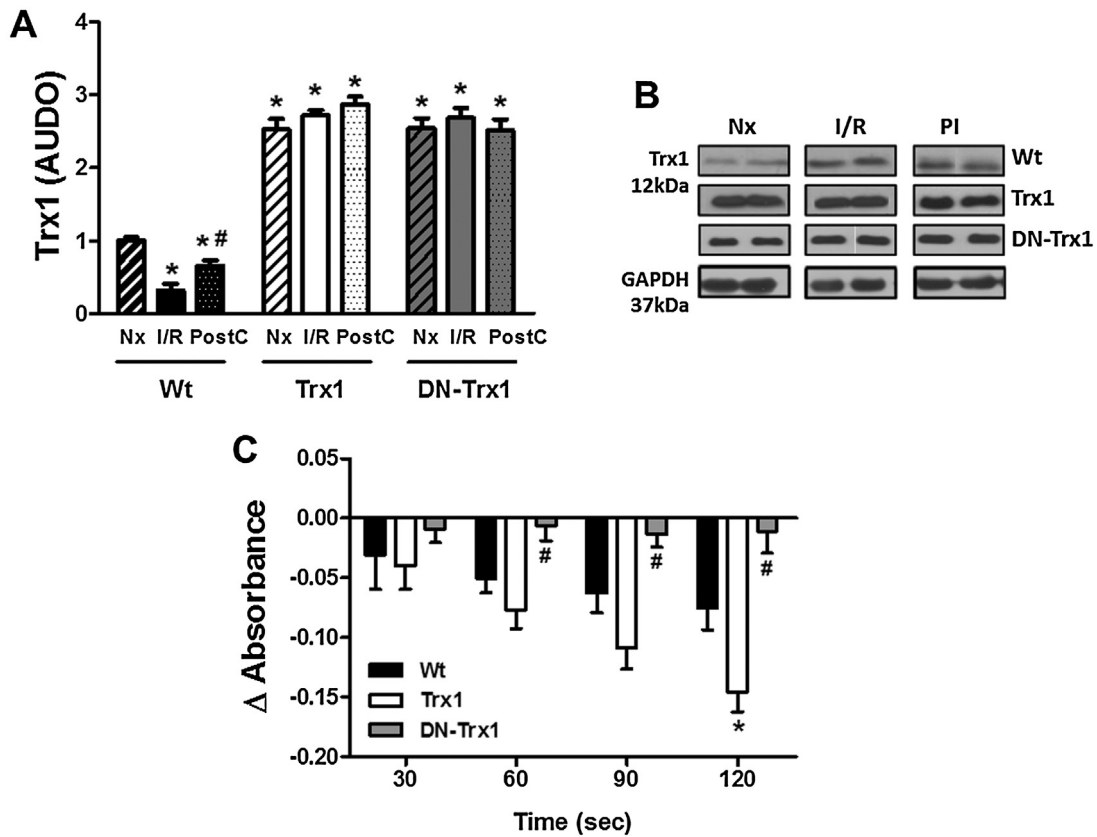 A
Trx1 (AUDO)
4
3
2
1
0
* * * * * *
* * #
Nx I/R PostC Nx I/R PostC Nx I/R PostC
Wt Trx1 DN-Trx1
B
Nx I/R PI
Trx1 Wt
12kDa
Trx1
DN-Trx1
GAPDH
37kDa
C
Δ Absorbance
0.05
0.00
-0.05
-0.10
-0.15
-0.20
# # #
*
Wt
Trx1
DN-Trx1
30 60 90 120
Time (sec)